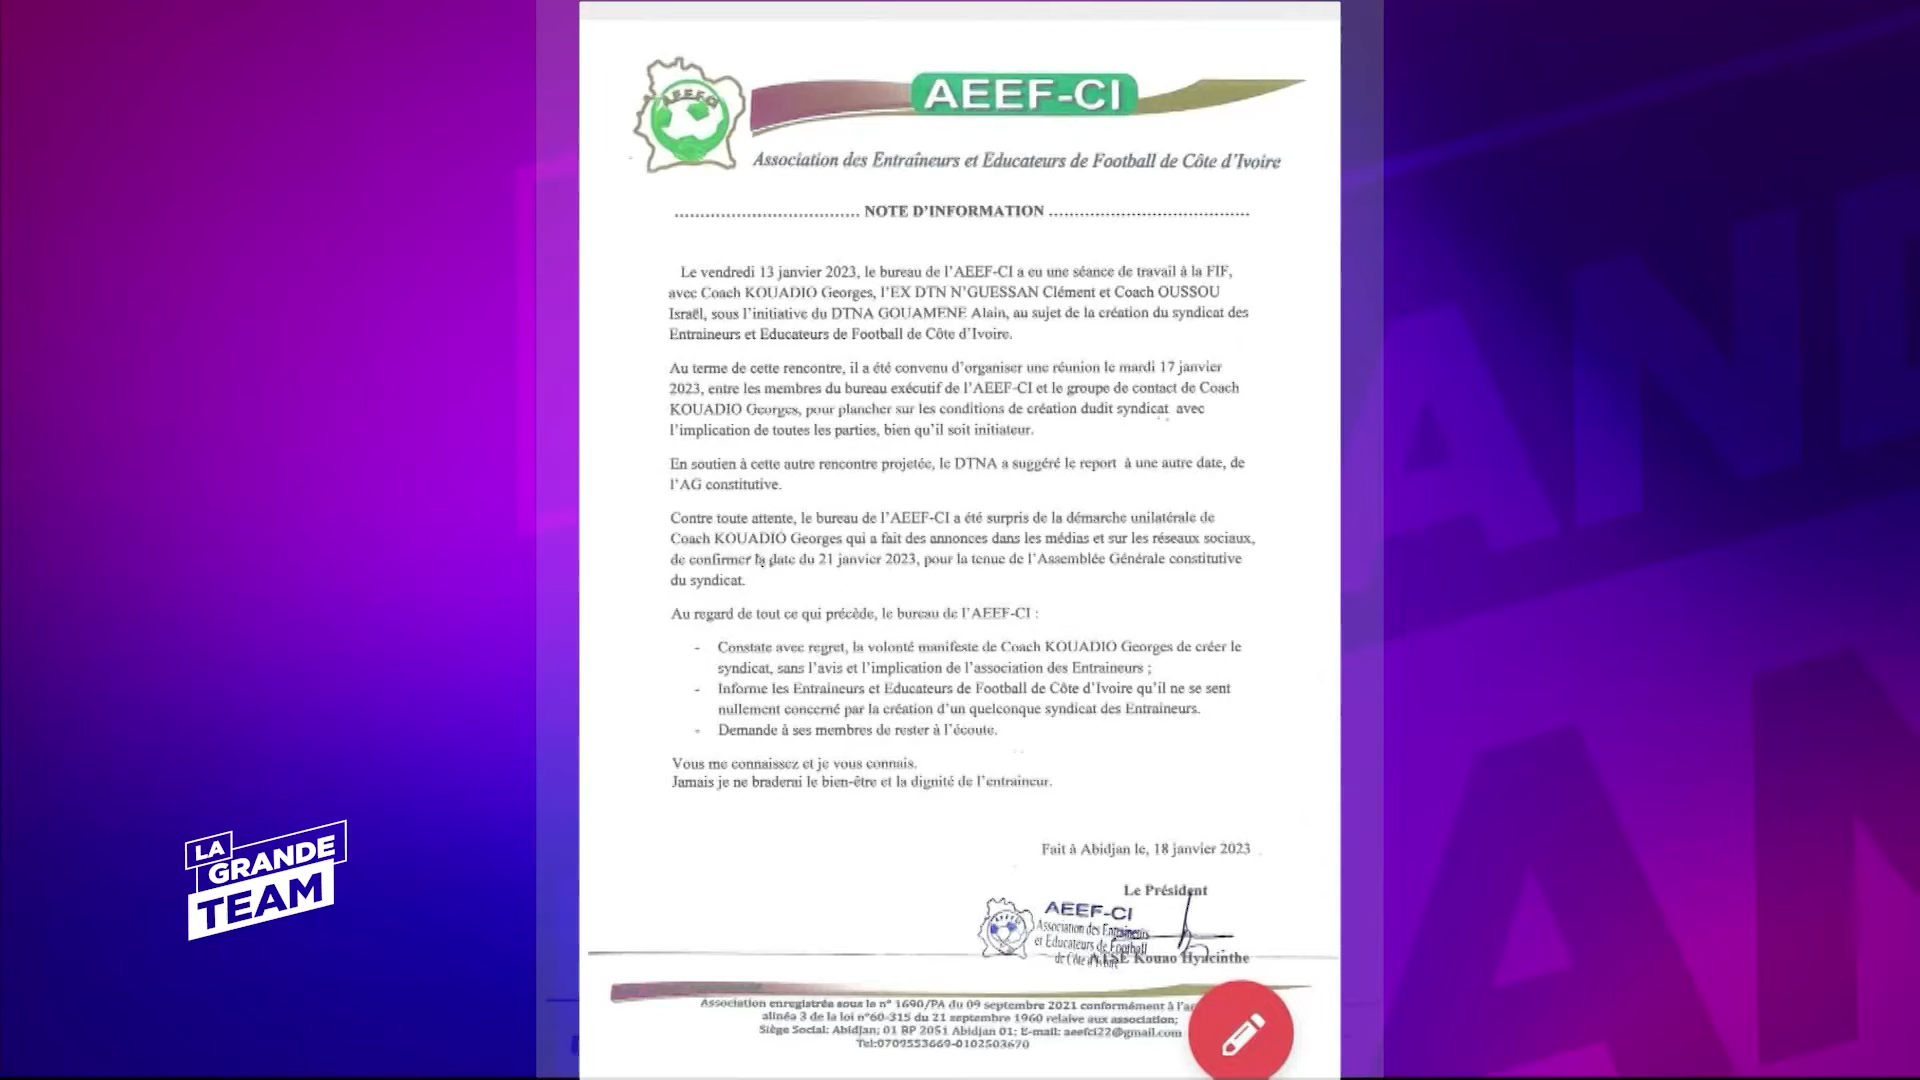 AEEF-CI
AEEF-CI
Association des Entraîneurs et Educateurs de Football de Côte d'Ivoire
.................................... NOTE D'INFORMATION .......................................
Le vendredi 13 janvier 2023, le bureau de l'AEEF-CI a eu une séance de travail à la FIF,
avec Coach KOUADIO Georges, l'EX DTN N'GUESSAN Clément et Coach OUSSOU
Israël, sous l'initiative du DTNA GOUAMENE Alain, au sujet de la création du syndicat des
Entraineurs et Educateurs de Football de Côte d'Ivoire.
Au terme de cette rencontre, il a été convenu d'organiser une réunion le mardi 17 janvier
2023, entre les membres du bureau exécutif de l'AEEF-CI et le groupe de contact de Coach
KOUADIO Georges, pour plancher sur les conditions de création dudit syndicat avec
l'implication de toutes les parties, bien qu'il soit initiateur.
En soutien à cette autre rencontre projetée, le DTNA a suggéré le report à une autre date, de
l'AG constitutive.
Contre toute attente, le bureau de l'AEEF-CI a été surpris de la démarche unilatérale de
Coach KOUADIO Georges qui a fait des annonces dans les médias et sur les réseaux sociaux,
de confirmer la date du 21 janvier 2023, pour la tenue de l'Assemblée Générale constitutive
du syndicat.
Au regard de tout ce qui précède, le bureau de l'AEEF-CI :
- Constate avec regret, la volonté manifeste de Coach KOUADIO Georges de créer le
syndicat, sans l'avis et l'implication de l'association des Entraineurs ;
- Informe les Entraineurs et Educateurs de Football de Côte d'Ivoire qu'il ne se sent
nullement concerné par la création d'un quelconque syndicat des Entraineurs.
- Demande à ses membres de rester à l'écoute.
Vous me connaissez et je vous connais.
Jamais je ne braderai le bien-être et la dignité de l'entraineur.
Fait à Abidjan le, 18 janvier 2023
Le Président
AEEF-CI
Association des Entraineurs
et Educateurs de Football
de Côte d'Ivoire
Kouao Hyacinthe
Association enregistrée sous le n° 1690/PA du 09 septembre 2021 conformément à l'a
alinéa 3 de la loi n°60-315 du 21 septembre 1960 relaive aux association;
Siège Social: Abidjan; 01 BP 2051 Abidjan 01; E-mail: aeefci22@gmail.com
Tel:0709553669-0102503670
LA
GRANDE
TEAM